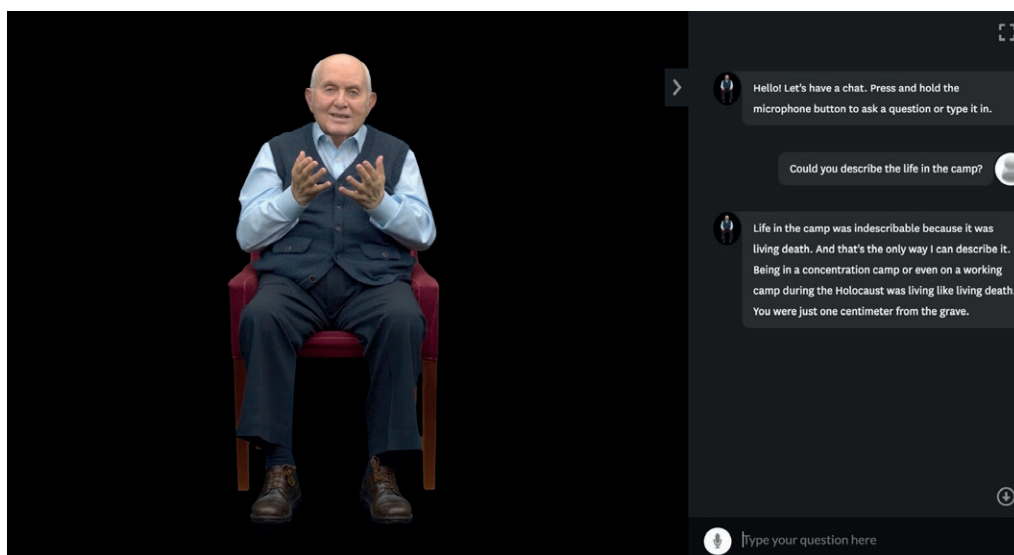 Hello! Let's have a chat. Press and hold the
microphone button to ask a question or type it in.
Could you describe the life in the camp?
Life in the camp was indescribable because it was
living death. And that's the only way I can describe it.
Being in a concentration camp or even on a working
camp during the Holocaust was living like living death.
You were just one centimeter from the grave.
Type your question here